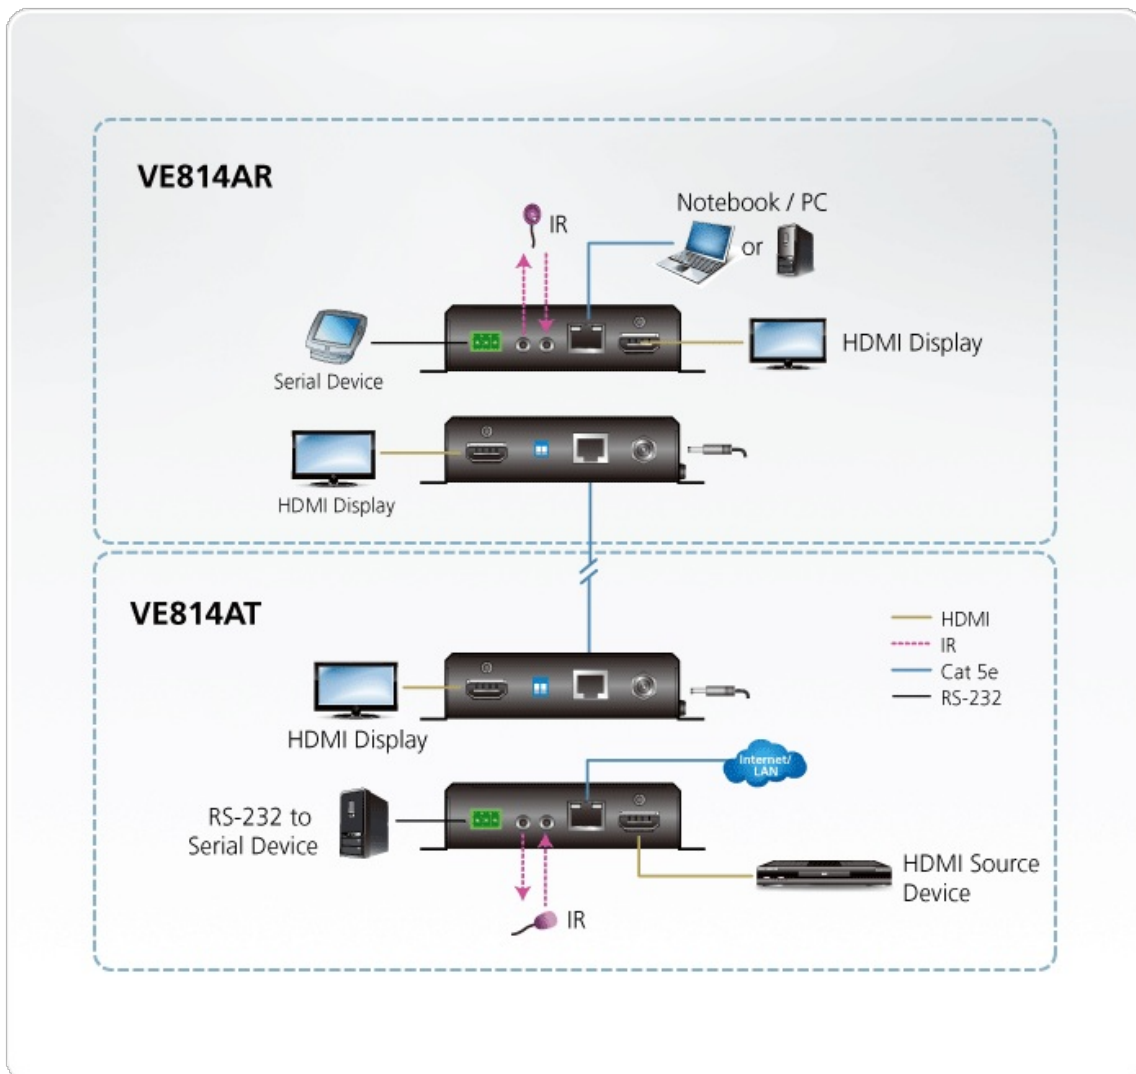 VE814AR
IR
Notebook / PC
or
HDMI Display
Serial Device
HDMI Display
VE814AT
HDMI
IR
Cat 5e
RS-232
HDMI Display
Internet/
LAN
RS-232 to
Serial Device
HDMI Source
Device
IR